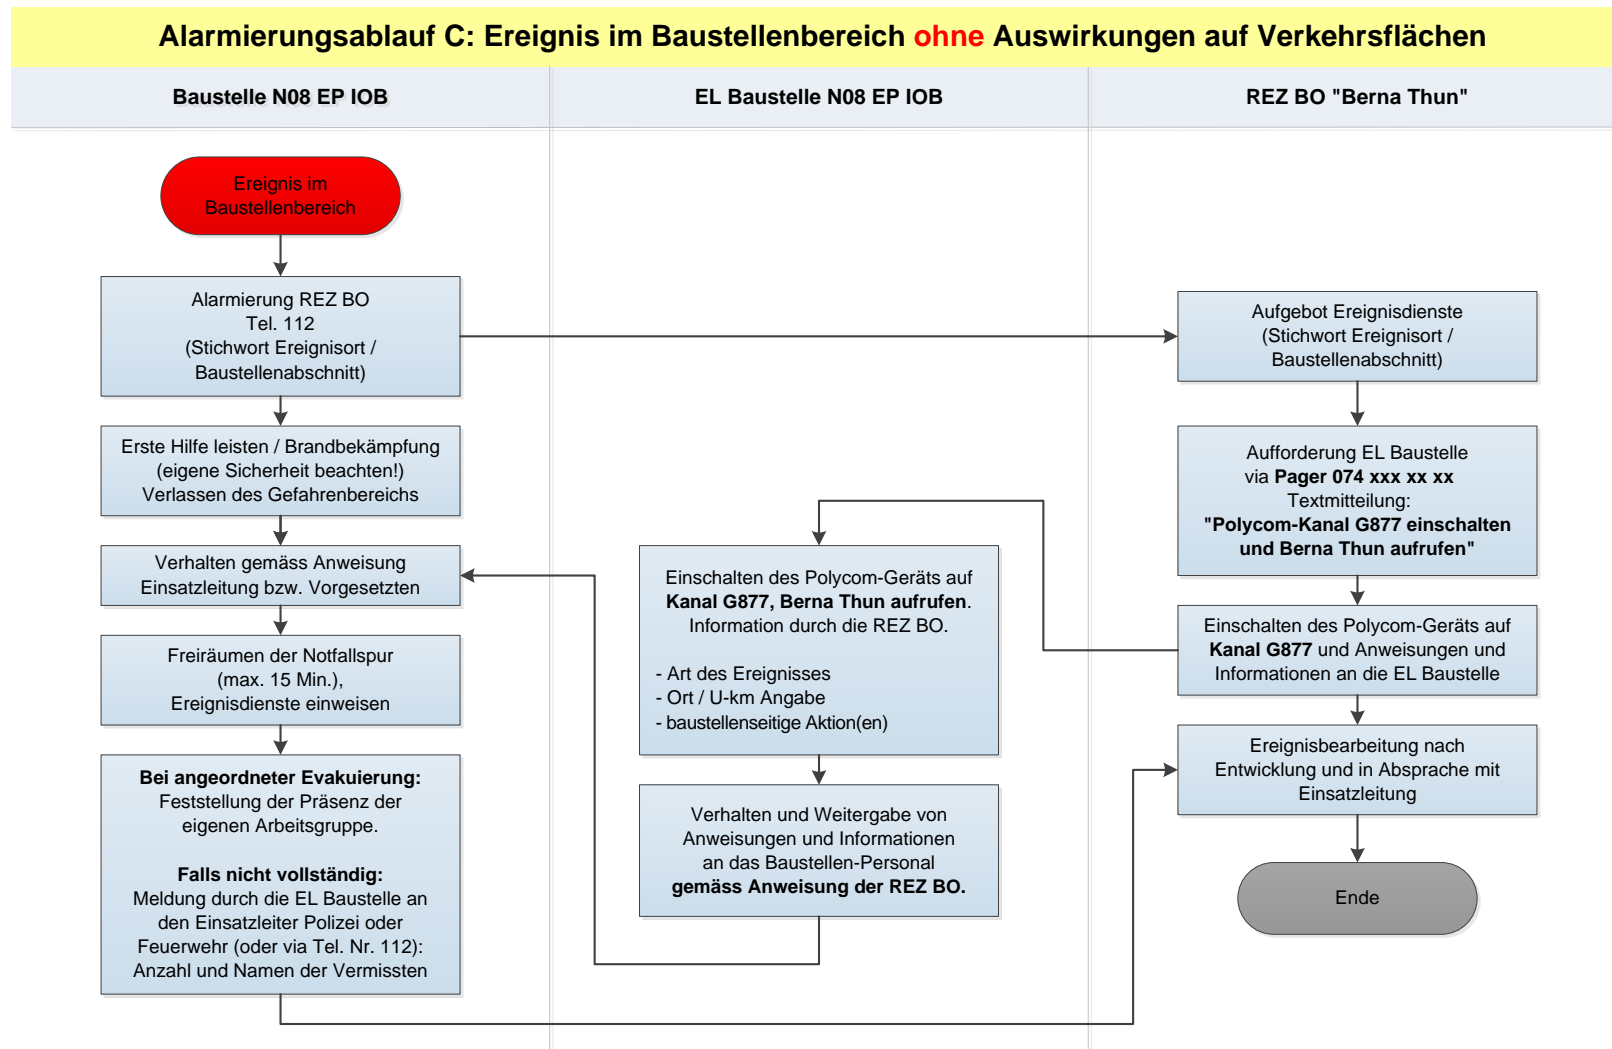 Alarmierungsablauf C: Ereignis im Baustellenbereich ohne Auswirkungen auf Verkehrsflächen
Baustelle N08 EP IOB
EL Baustelle N08 EP IOB
REZ BO "Berna Thun"
Ereignis im
Baustellenbereich
Alarmierung REZ BO
Tel. 112
(Stichwort Ereignisort /
Baustellenabschnitt)
Erste Hilfe leisten / Brandbekämpfung
(eigene Sicherheit beachten!)
Verlassen des Gefahrenbereichs
Verhalten gemäss Anweisung
Einsatzleitung bzw. Vorgesetzten
Freiräumen der Notfallspur
(max. 15 Min.),
Ereignisdienste einweisen
Bei angeordneter Evakuierung:
Feststellung der Präsenz der
eigenen Arbeitsgruppe.
Falls nicht vollständig:
Meldung durch die EL Baustelle an
den Einsatzleiter Polizei oder
Feuerwehr (oder via Tel. Nr. 112):
Anzahl und Namen der Vermissten
Einschalten des Polycom-Geräts auf
Kanal G877, Berna Thun aufrufen.
Information durch die REZ BO.
- Art des Ereignisses
- Ort / U-km Angabe
- baustellenseitige Aktion(en)
Verhalten und Weitergabe von
Anweisungen und Informationen
an das Baustellen-Personal
gemäss Anweisung der REZ BO.
Aufgebot Ereignisdienste
(Stichwort Ereignisort /
Baustellenabschnitt)
Aufforderung EL Baustelle
via Pager 074 xxx xx xx
Textmitteilung:
"Polycom-Kanal G877 einschalten
und Berna Thun aufrufen"
Einschalten des Polycom-Geräts auf
Kanal G877 und Anweisungen und
Informationen an die EL Baustelle
Ereignisbearbeitung nach
Entwicklung und in Absprache mit
Einsatzleitung
Ende